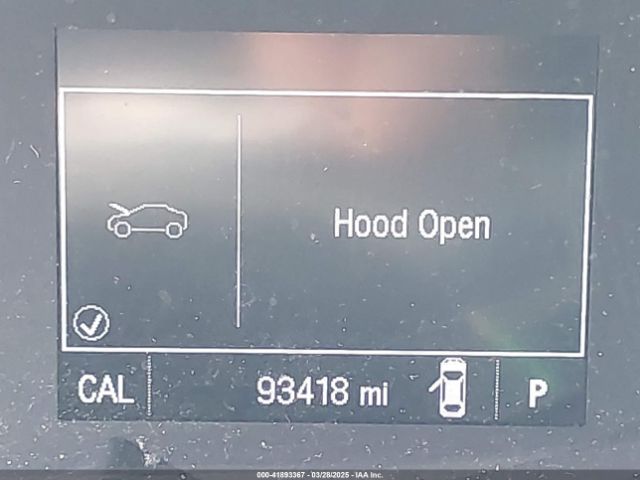 Hood Open
CAL 93418 mi P
000-41893367 - 03/28/2025 - IAA Inc.